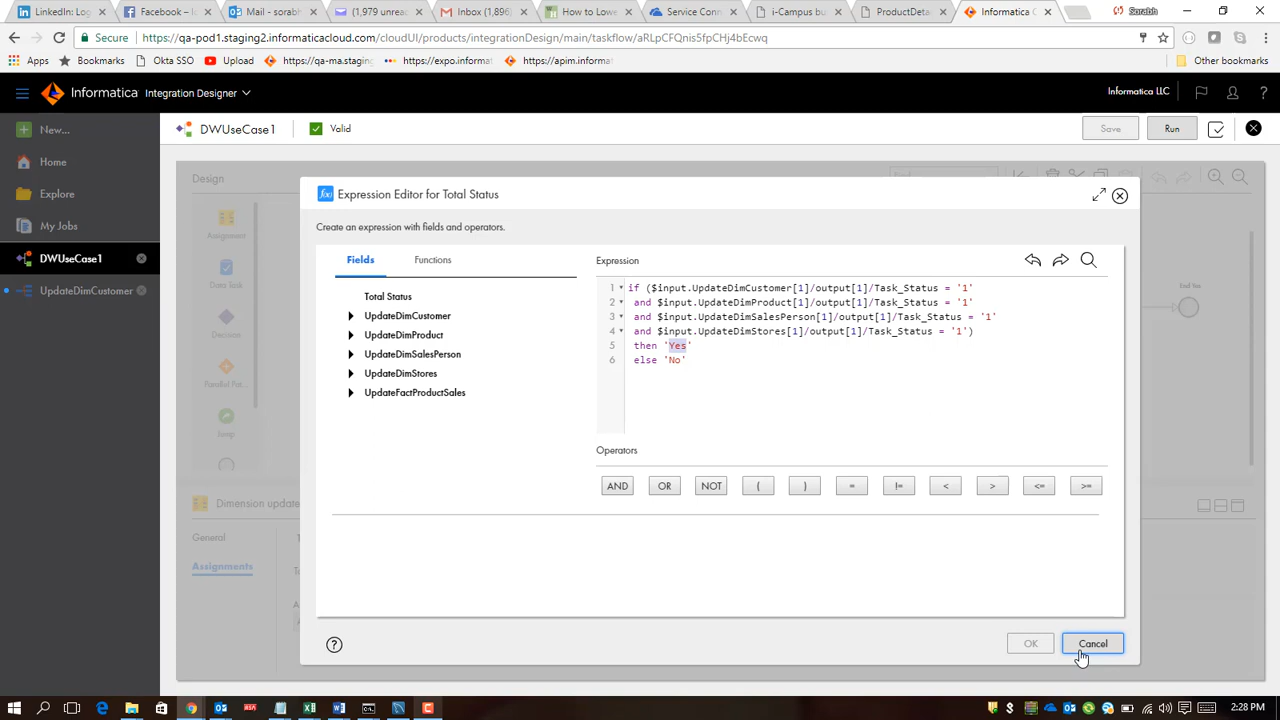 LinkedIn: Log
Facebook – l
Mail - sorabh
(1,979 unrea
Inbox (1,896)
How to Lowe
Service Conv
i-Campus bu
ProductDeta
Informatica C
Sorabh
Secure
https://qa-pod1.staging2.informaticacloud.com/cloudUI/products/integrationDesign/main/taskflow/aRLpCFQnis5fpCHj4bEcwq
Apps
Bookmarks
Okta SSO
Upload
https://qa-ma.staging
https://expo.informat
https://apim.informa
Other bookmarks
Informatica
Integration Designer
Informatica LLC
New...
Home
Explore
My Jobs
DWUseCase1
UpdateDimCustomer
DWUseCase1
Valid
Save
Run
Design
Find
Assignment
Data Task
Decision
Parallel Pat...
Jump
End Yes
Dimension update
General
Assignments
Expression Editor for Total Status
Create an expression with fields and operators.
Fields
Functions
Total Status
UpdateDimCustomer
UpdateDimProduct
UpdateDimSalesPerson
UpdateDimStores
UpdateFactProductSales
Expression
1 if ($input.UpdateDimCustomer[1]/output[1]/Task_Status = '1'
2 and $input.UpdateDimProduct[1]/output[1]/Task_Status = '1'
3 and $input.UpdateDimSalesPerson[1]/output[1]/Task_Status = '1'
4 and $input.UpdateDimStores[1]/output[1]/Task_Status = '1')
5 then 'Yes'
6 else 'No'
Operators
AND OR NOT ( ) = != < > <= >=
OK
Cancel
2:28 PM